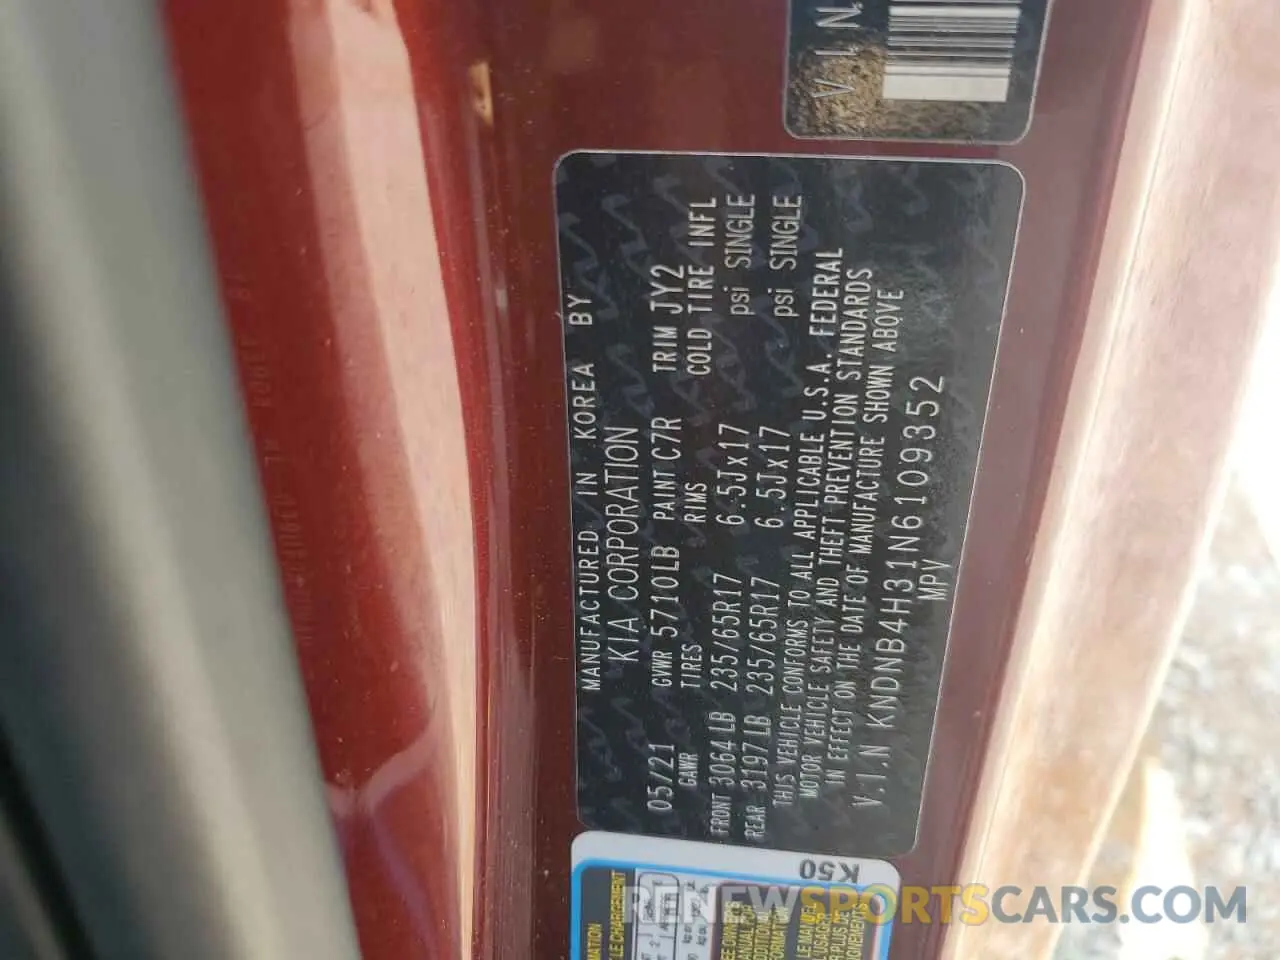 V.I.N
MANUFACTURED IN KOREA BY
KIA CORPORATION
05/21 GVWR 5710LB PAINT C7R TRIM JY2
GAWR TIRES RIMS COLD TIRE INFL
FRONT 3064LB 235/65R17 6.5Jx17 psi SINGLE
REAR 3197LB 235/65R17 6.5Jx17 psi SINGLE
THIS VEHICLE CONFORMS TO ALL APPLICABLE U.S.A. FEDERAL
MOTOR VEHICLE SAFETY AND THEFT PREVENTION STANDARDS
IN EFFECT ON THE DATE OF MANUFACTURE SHOWN ABOVE
V.I.N KNDNB4H31N6109352
MPV
K50
LE CHARGEMENT
RENEWSPORTSCARS.COM